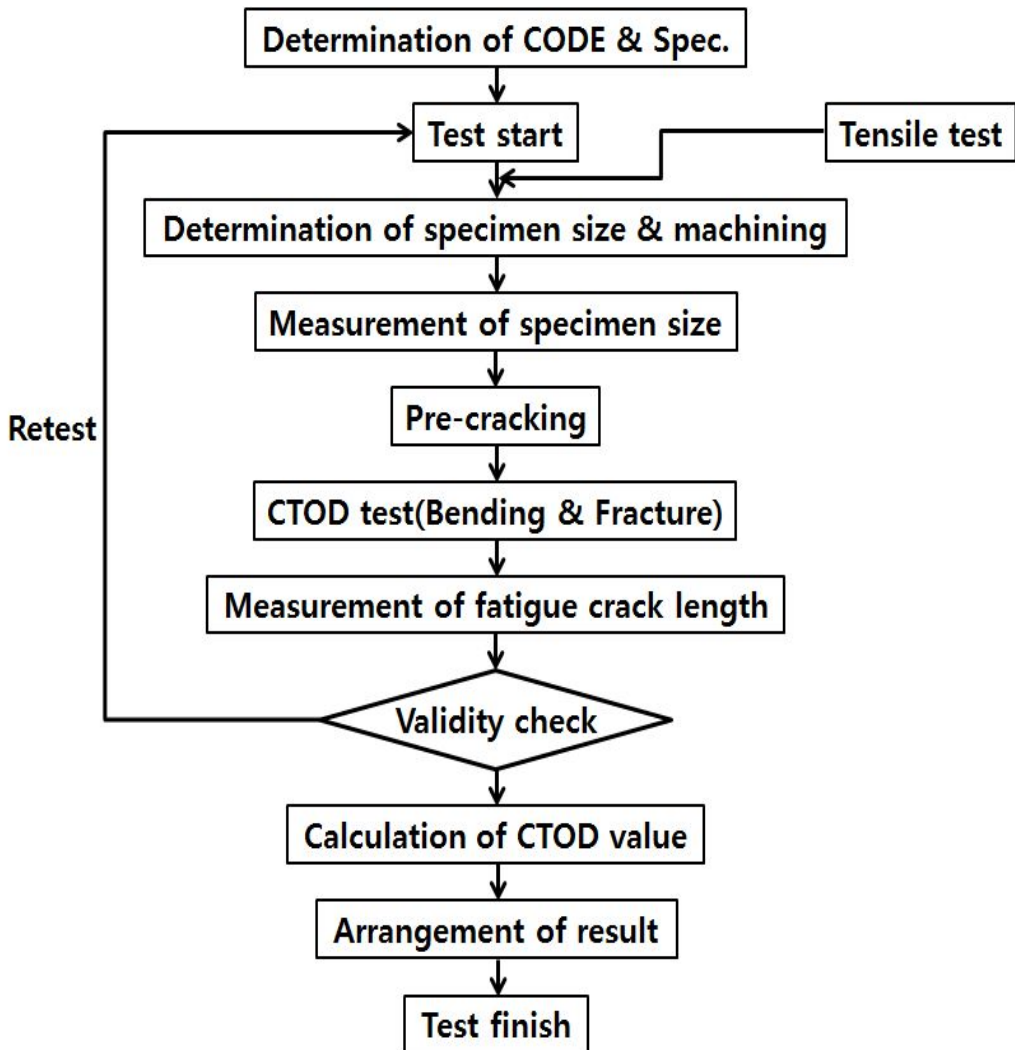 Determination of CODE & Spec.
Test start
Tensile test
Determination of specimen size & machining
Measurement of specimen size
Pre-cracking
Retest
CTOD test(Bending & Fracture)
Measurement of fatigue crack length
Validity check
Calculation of CTOD value
Arrangement of result
Test finish